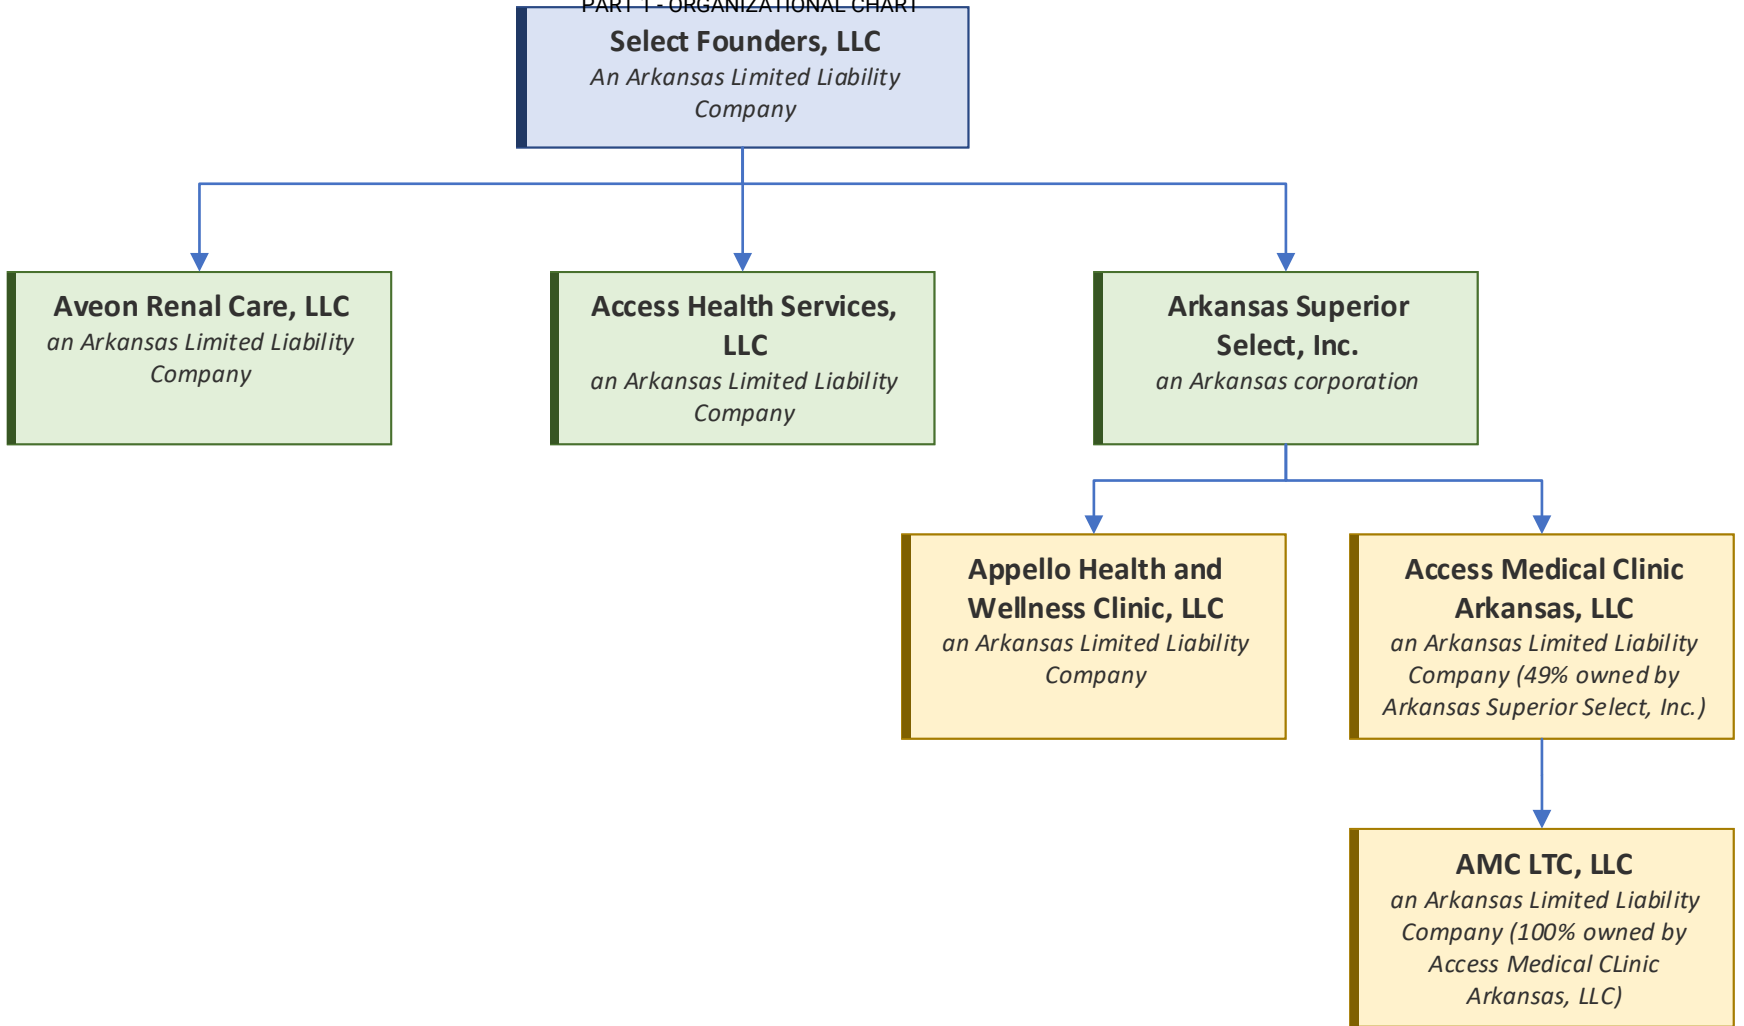 PART 1 - ORGANIZATIONAL CHART
Select Founders, LLC
An Arkansas Limited Liability
Company
Aveon Renal Care, LLC
an Arkansas Limited Liability
Company
Access Health Services,
LLC
an Arkansas Limited Liability
Company
Arkansas Superior
Select, Inc.
an Arkansas corporation
Appello Health and
Wellness Clinic, LLC
an Arkansas Limited Liability
Company
Access Medical Clinic
Arkansas, LLC
an Arkansas Limited Liability
Company (49% owned by
Arkansas Superior Select, Inc.)
AMC LTC, LLC
an Arkansas Limited Liability
Company (100% owned by
Access Medical CLinic
Arkansas, LLC)